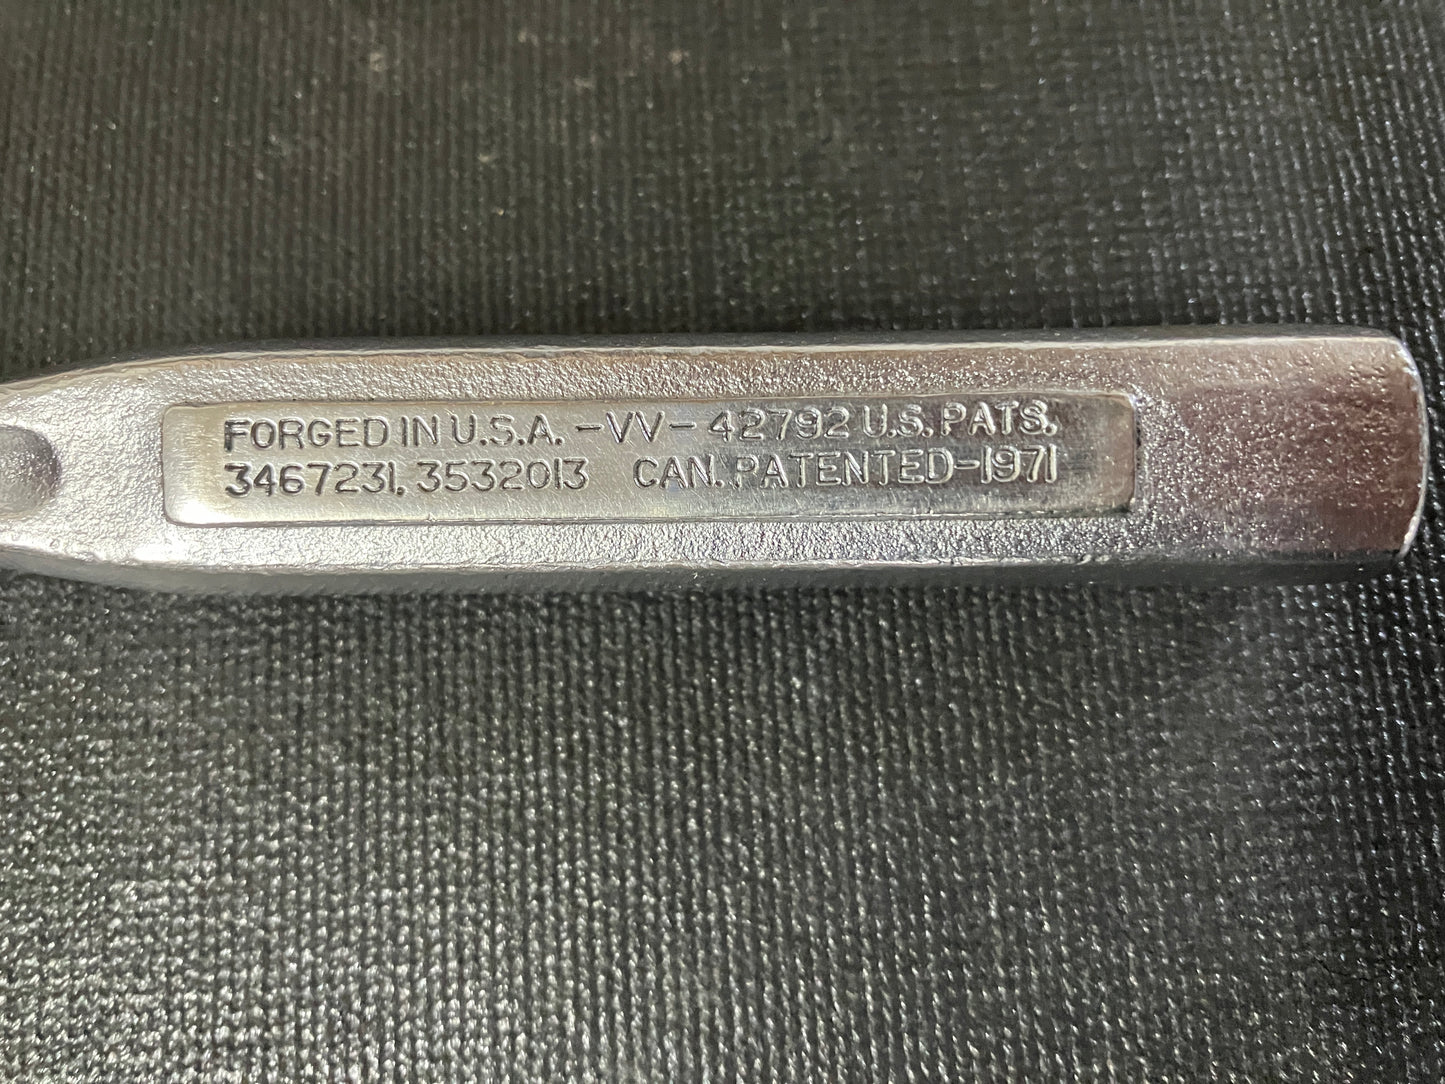 FORGED IN U.S.A. -VV- 42792 U.S. PATS.
3467231, 3532013 CAN. PATENTED-1971